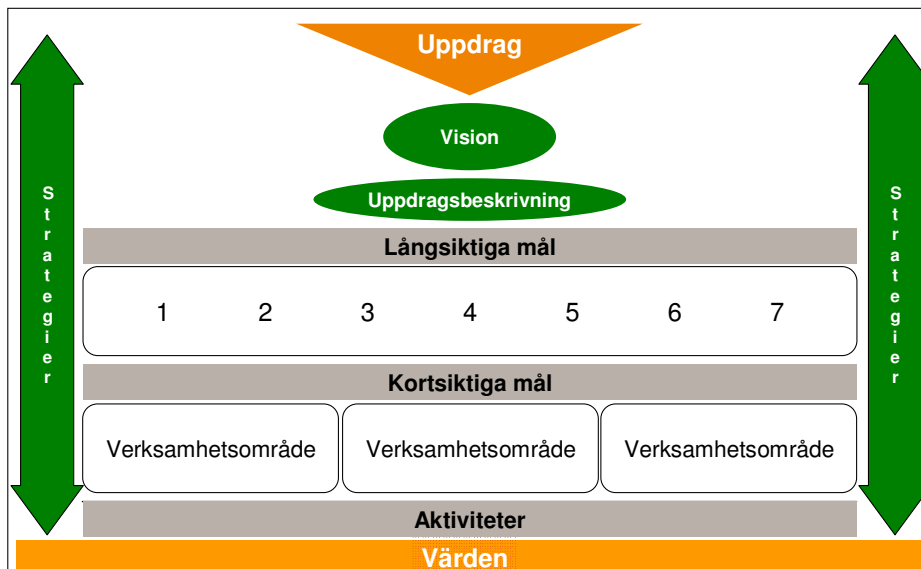 Uppdrag
Vision
Uppdragsbeskrivning
Strategier
Strategier
Långsiktiga mål
1 2 3 4 5 6 7
Kortsiktiga mål
Verksamhetsområde Verksamhetsområde Verksamhetsområde
Aktiviteter
Värden